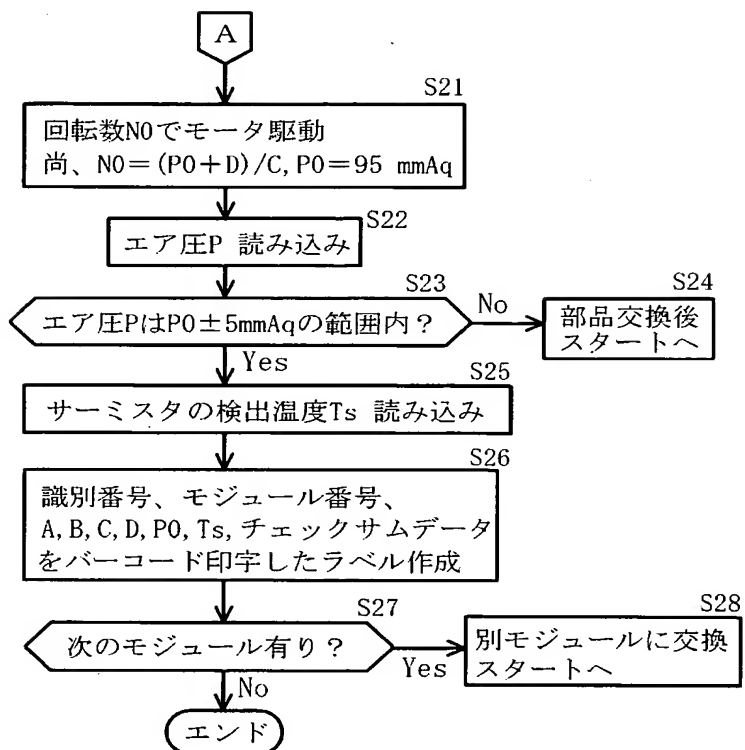 A
S21
回転数N0でモータ駆動
尚、N0＝(P0＋D)/C, P0＝95 mmAq
S22
エア圧P 読み込み
S23
エア圧PはP0±5mmAqの範囲内？
No
S24
部品交換後
スタートへ
Yes
S25
サーミスタの検出温度Ts 読み込み
S26
識別番号、モジュール番号、
A, B, C, D, P0, Ts, チェックサムデータ
をバーコード印字したラベル作成
S27
次のモジュール有り？
Yes
S28
別モジュールに交換
スタートへ
No
エンド